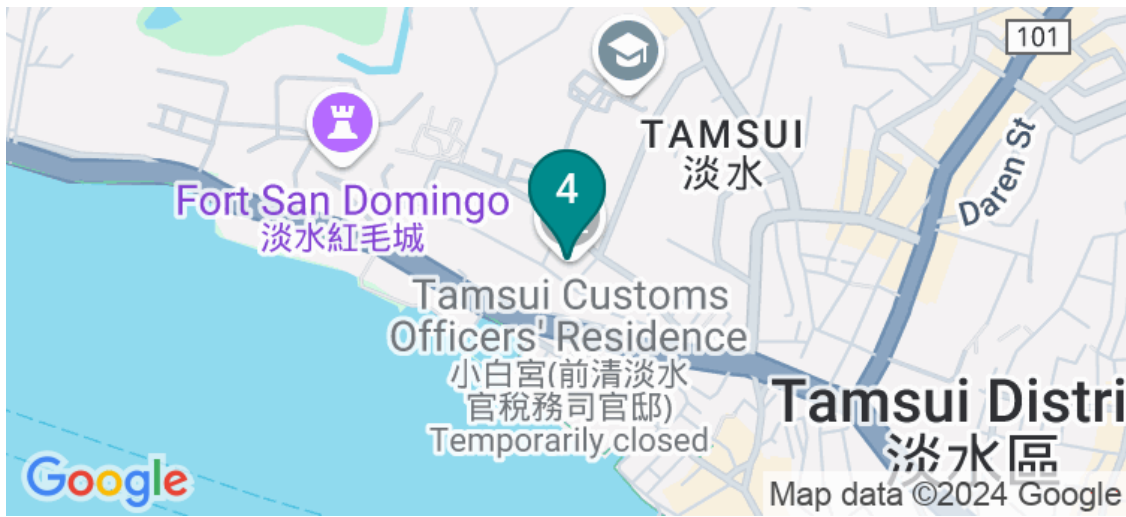 101
TAMSUI
淡水
Daren St
4
Fort San Domingo
淡水紅毛城
Tamsui Customs
Officers' Residence
小白宮(前清淡水
官稅務司官邸)
Temporarily closed
Tamsui Distri
淡水區
Google
Map data ©2024 Google